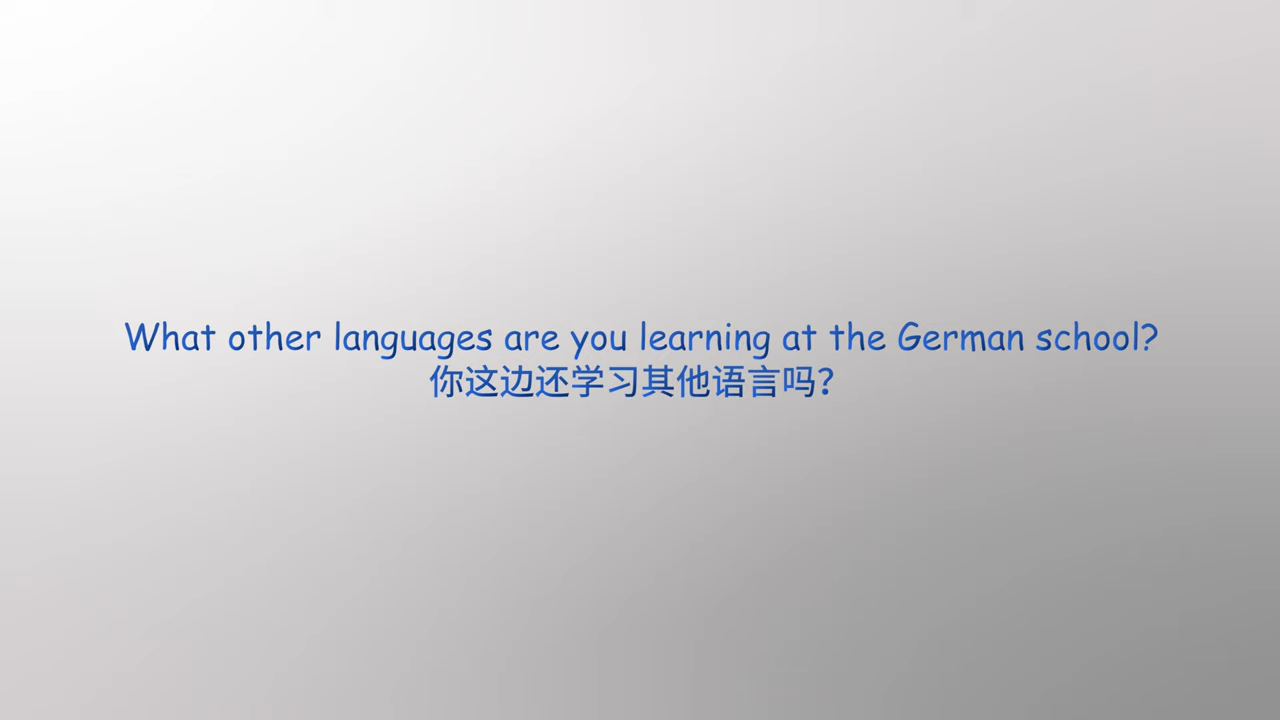 What other languages are you learning at the German school?
你这边还学习其他语言吗?